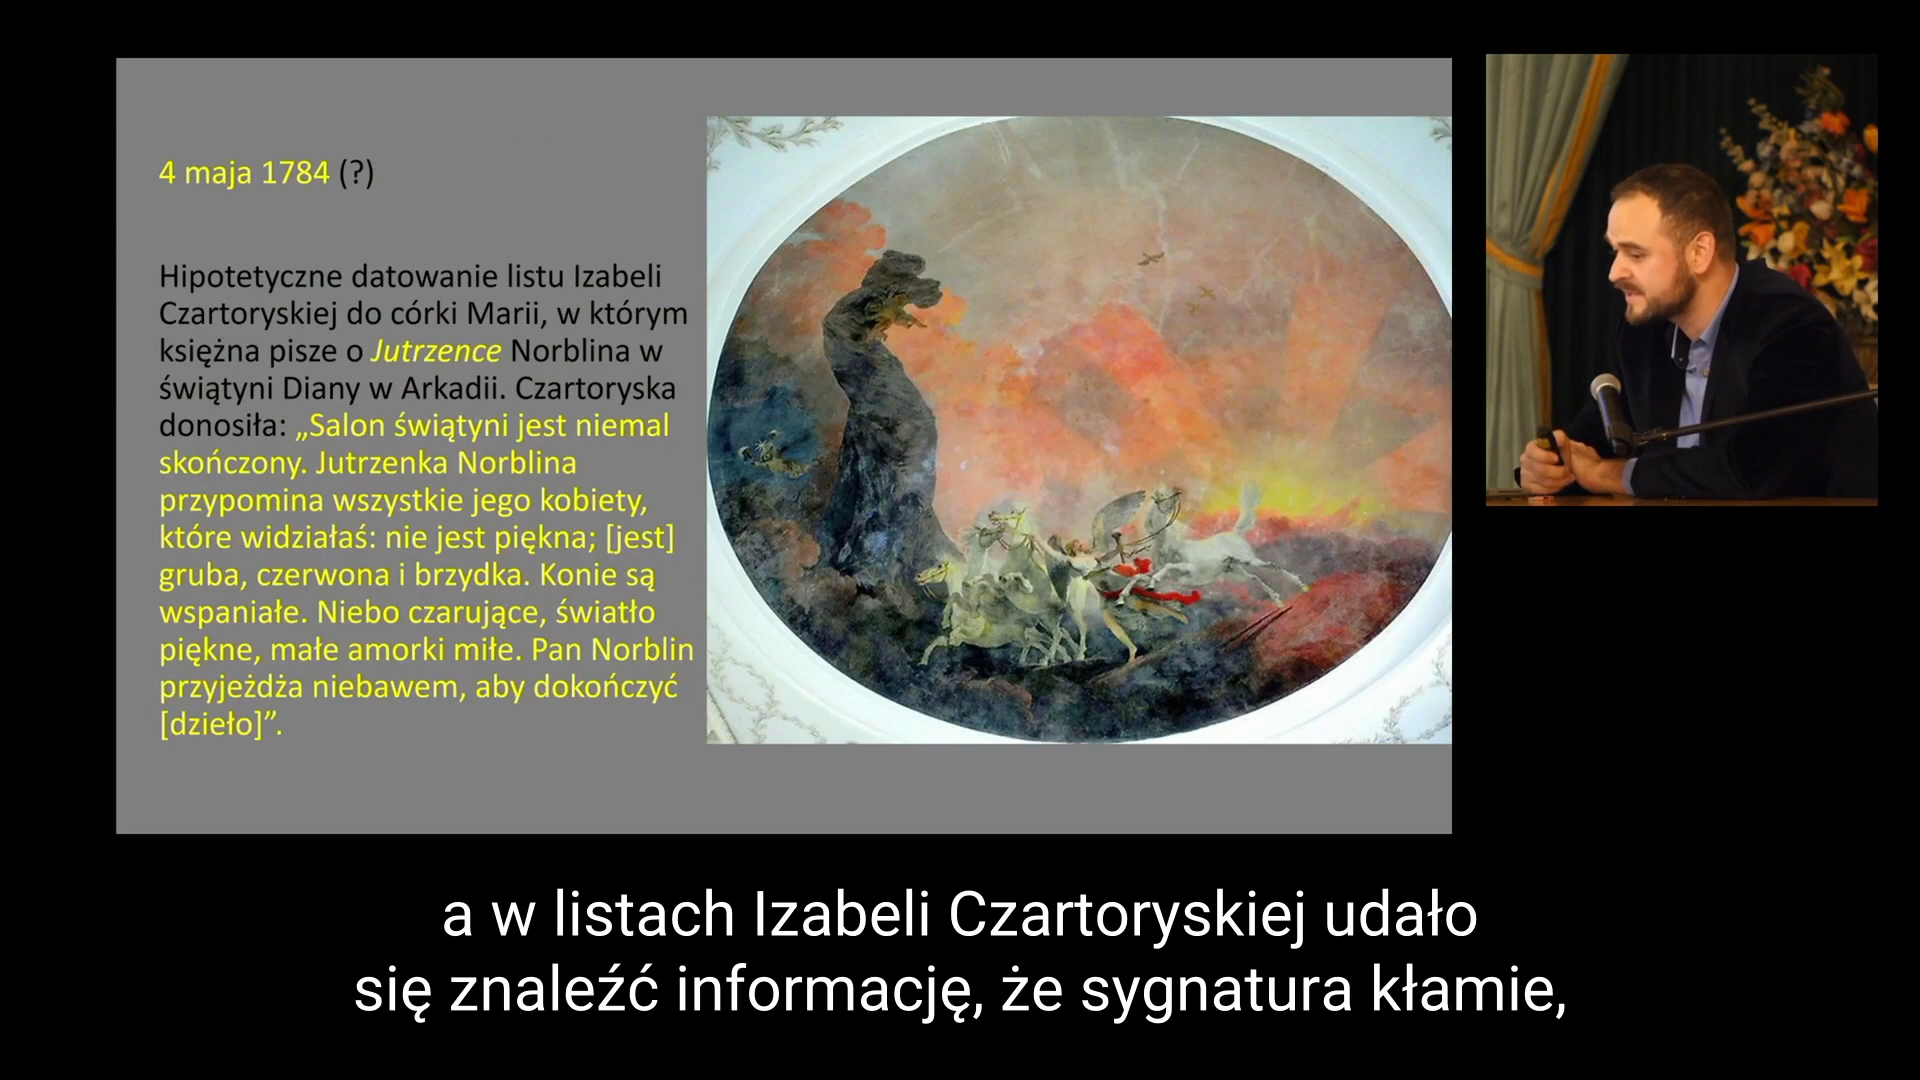 4 maja 1784 (?)
Hipotetyczne datowanie listu Izabeli
Czartoryskiej do córki Marii, w którym
księżna pisze o Jutrzence Norblina w
świątyni Diany w Arkadii. Czartoryska
donosiła: „Salon świątyni jest niemal
skończony. Jutrzenka Norblina
przypomina wszystkie jego kobiety,
które widziałaś: nie jest piękna; [jest]
gruba, czerwona i brzydka. Konie są
wspaniałe. Niebo czarujące, światło
piękne, małe amorki miłe. Pan Norblin
przyjeżdża niebawem, aby dokończyć
[dzieło]”.
a w listach Izabeli Czartoryskiej udało
się znaleźć informację, że sygnatura kłamie,